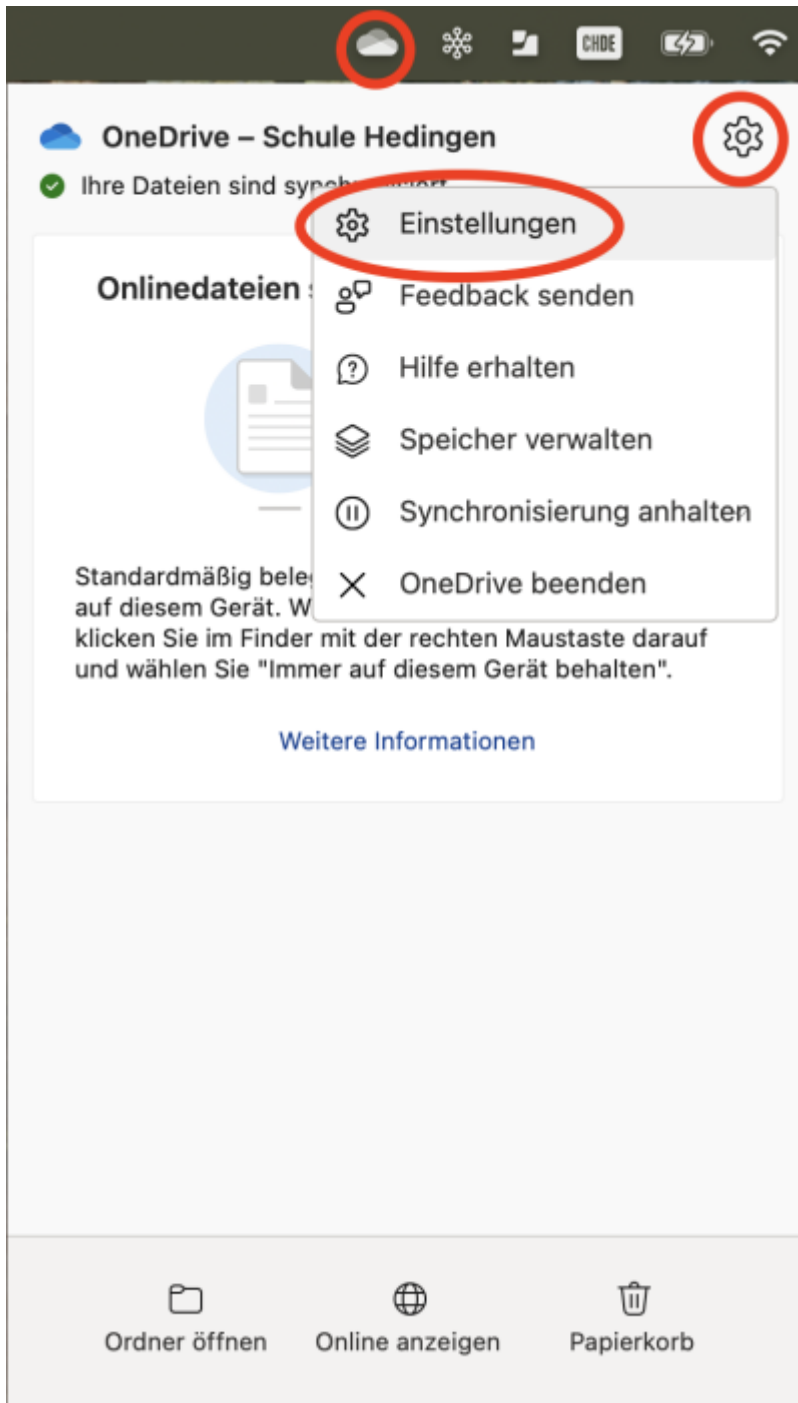 CHDE
OneDrive – Schule Hedingen
Ihre Dateien sind
Einstellungen
Onlinedateien
Feedback senden
Hilfe erhalten
Speicher verwalten
Synchronisierung anhalten
Standardmäßig
OneDrive beenden
auf diesem Gerät.
klicken Sie im Finder mit der rechten Maustaste darauf
und wählen Sie "Immer auf diesem Gerät behalten".
Weitere Informationen
Ordner öffnen
Online anzeigen
Papierkorb